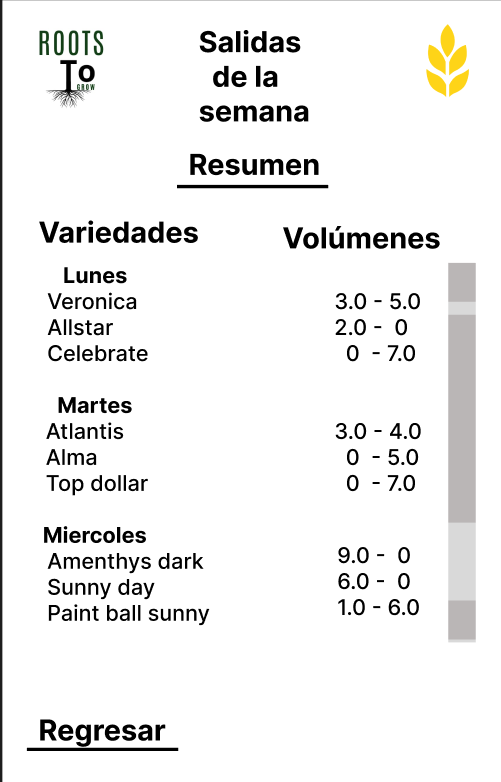 ROOTS
To
GROW
Salidas
de la
semana
Resumen
Variedades Volúmenes
Lunes
Veronica 3.0 - 5.0
Allstar 2.0 - 0
Celebrate 0 - 7.0
Martes
Atlantis 3.0 - 4.0
Alma 0 - 5.0
Top dollar 0 - 7.0
Miercoles
Amenthys dark 9.0 - 0
Sunny day 6.0 - 0
Paint ball sunny 1.0 - 6.0
Regresar